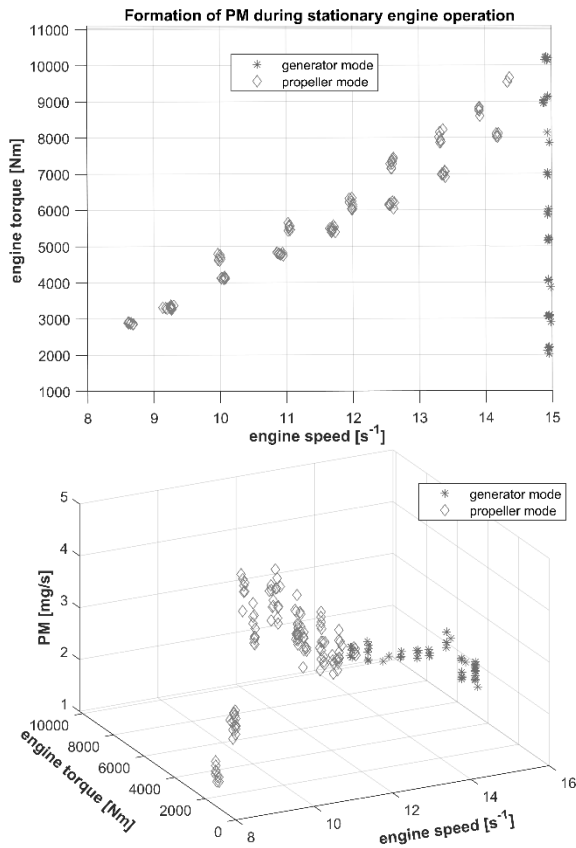 Formation of PM during stationary engine operation
11000
10000
9000
8000
7000
6000
5000
4000
3000
2000
1000
engine torque [Nm]
generator mode
propeller mode
8 9 10 11 12 13 14 15
engine speed [s⁻¹]
5
4
3
2
1
PM [mg/s]
generator mode
propeller mode
10000
8000
6000
4000
2000
0
engine torque [Nm]
8 10 12 14 16
engine speed [s⁻¹]